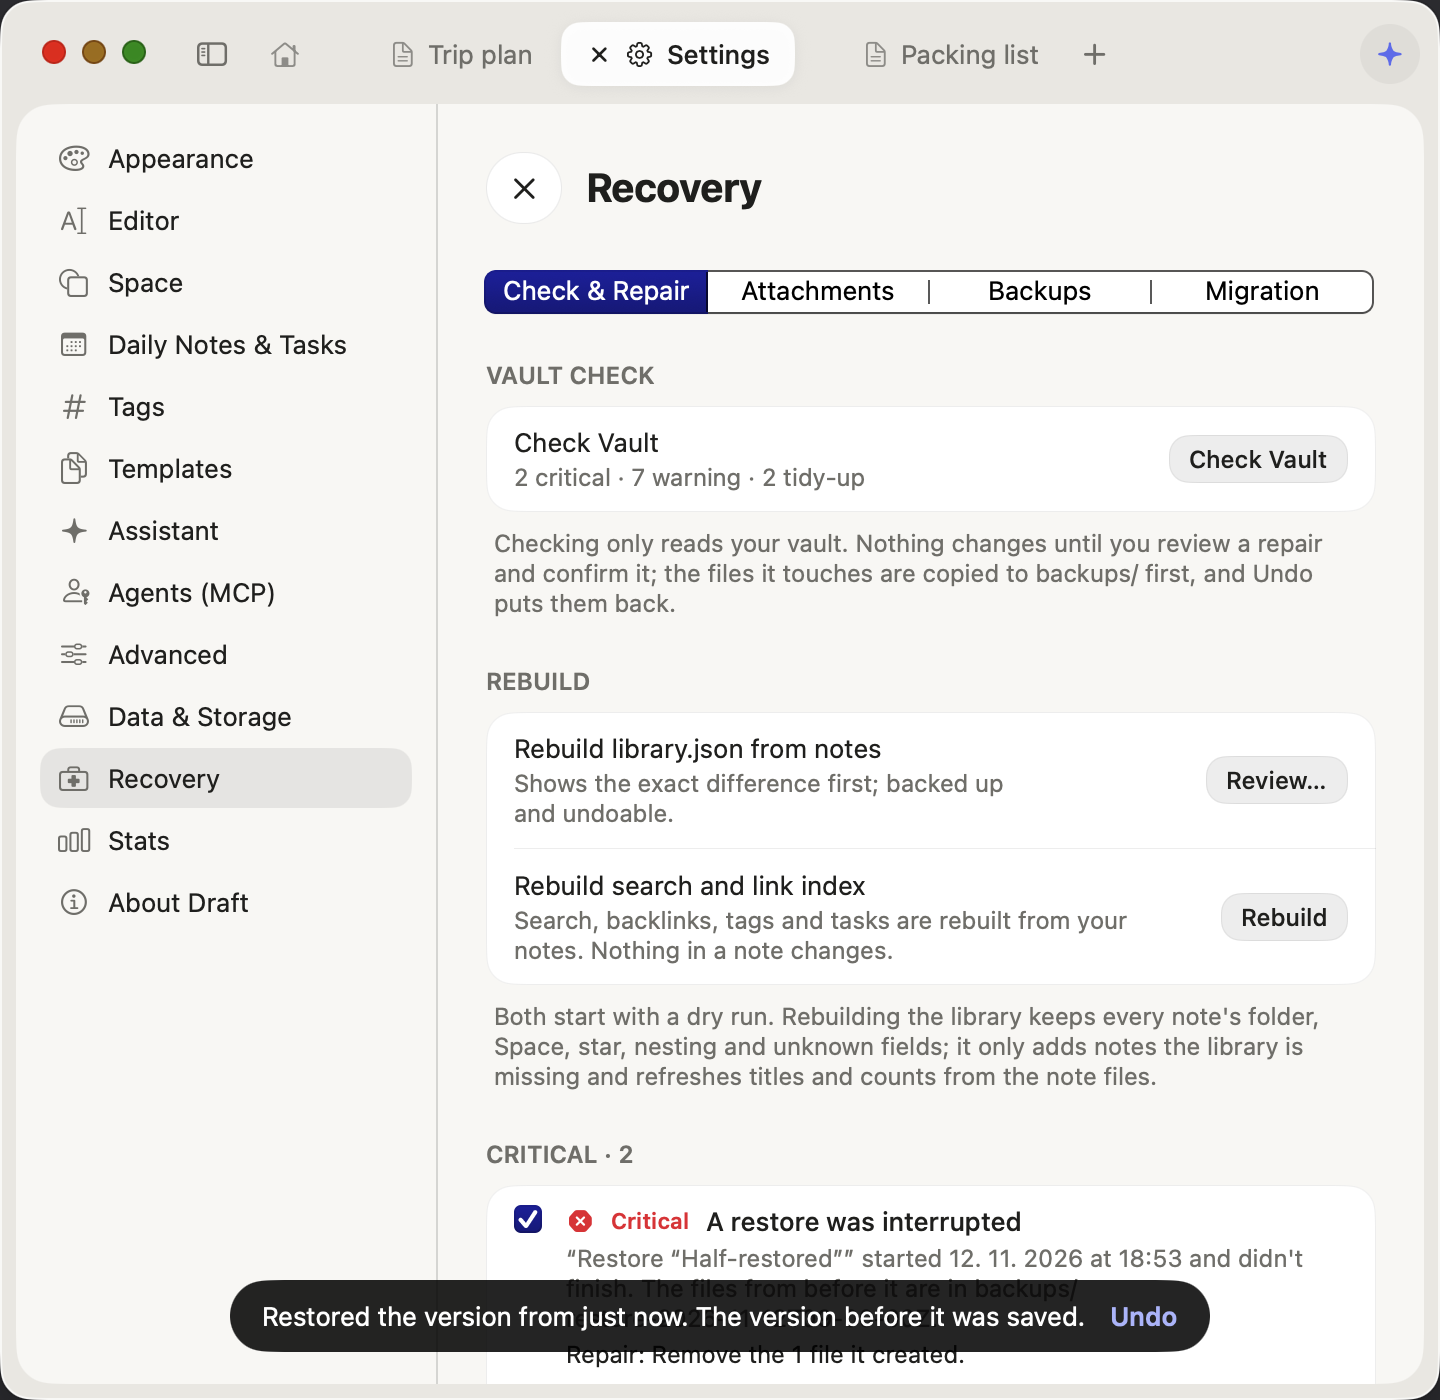 Trip plan
Settings
Packing list
Appearance
Editor
Space
Daily Notes & Tasks
Tags
Templates
Assistant
Agents (MCP)
Advanced
Data & Storage
Recovery
Stats
About Draft
Recovery
Check & Repair
Attachments
Backups
Migration
VAULT CHECK
Check Vault
2 critical · 7 warning · 2 tidy-up
Check Vault
Checking only reads your vault. Nothing changes until you review a repair
and confirm it; the files it touches are copied to backups/ first, and Undo
puts them back.
REBUILD
Rebuild library.json from notes
Shows the exact difference first; backed up
and undoable.
Review...
Rebuild search and link index
Search, backlinks, tags and tasks are rebuilt from your
notes. Nothing in a note changes.
Rebuild
Both start with a dry run. Rebuilding the library keeps every note's folder,
Space, star, nesting and unknown fields; it only adds notes the library is
missing and refreshes titles and counts from the note files.
CRITICAL · 2
Critical A restore was interrupted
“Restore “Half-restored”” started 12. 11. 2026 at 18:53 and didn't
finish. The files from before it are in backups/
Restored the version from just now. The version before it was saved. Undo
Repair: Remove the 1 file it created.